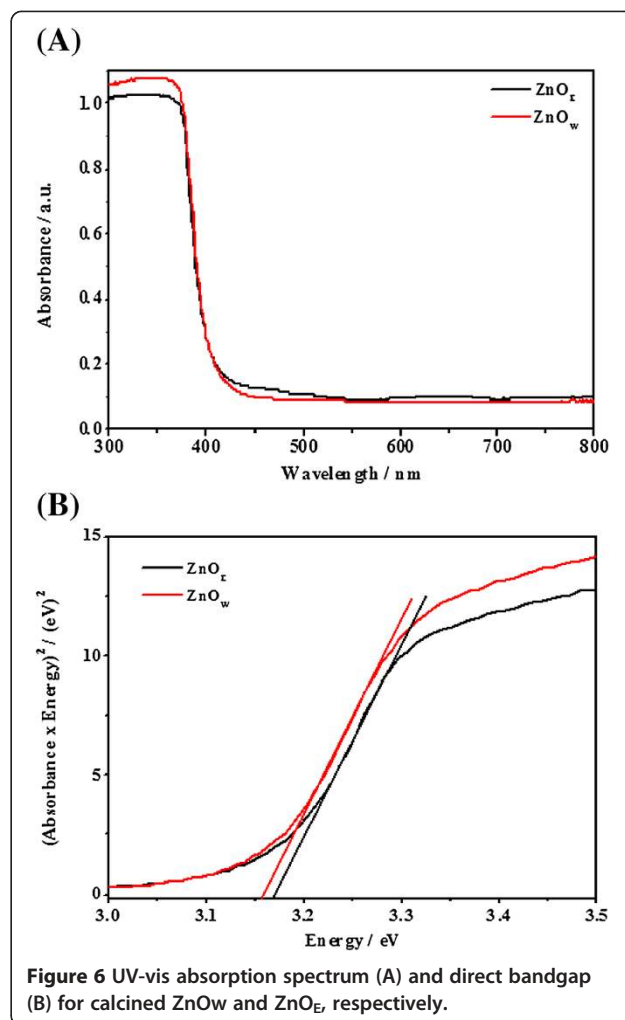 (A)
1.0
0.8
0.6
0.4
0.2
0.0
Absorbance / a.u.
ZnOE
ZnOw
300 400 500 600 700 800
Wavelength / nm
(B)
15
10
5
0
(Absorbance x Energy)² / (eV)²
ZnOE
ZnOw
3.0 3.1 3.2 3.3 3.4 3.5
Energy / eV
Figure 6 UV-vis absorption spectrum (A) and direct bandgap
(B) for calcined ZnOw and ZnOE, respectively.